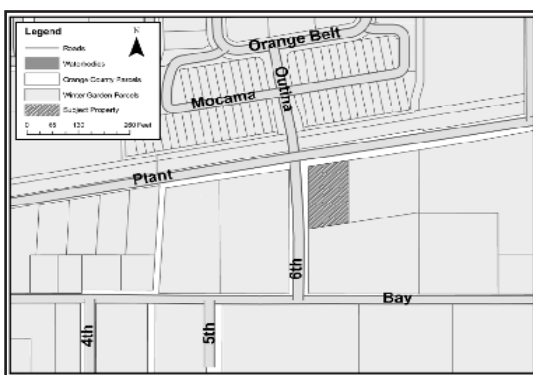 Legend
N
Roads
Waterbodies
Orange County Parcels
Winter Garden Parcels
Subject Property
0 65 130 260 Feet
Orange Belt
Outina
Mocama
Plant
6th
Bay
4th
5th